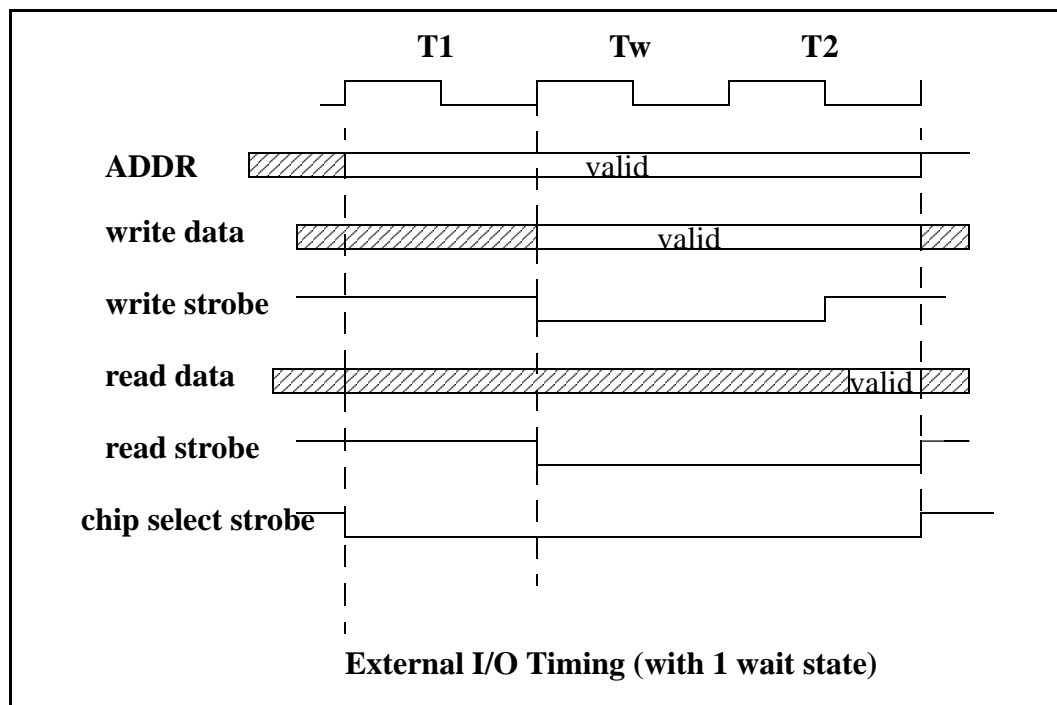 T1 Tw T2
ADDR valid
write data valid
write strobe
read data valid
read strobe
chip select strobe
External I/O Timing (with 1 wait state)